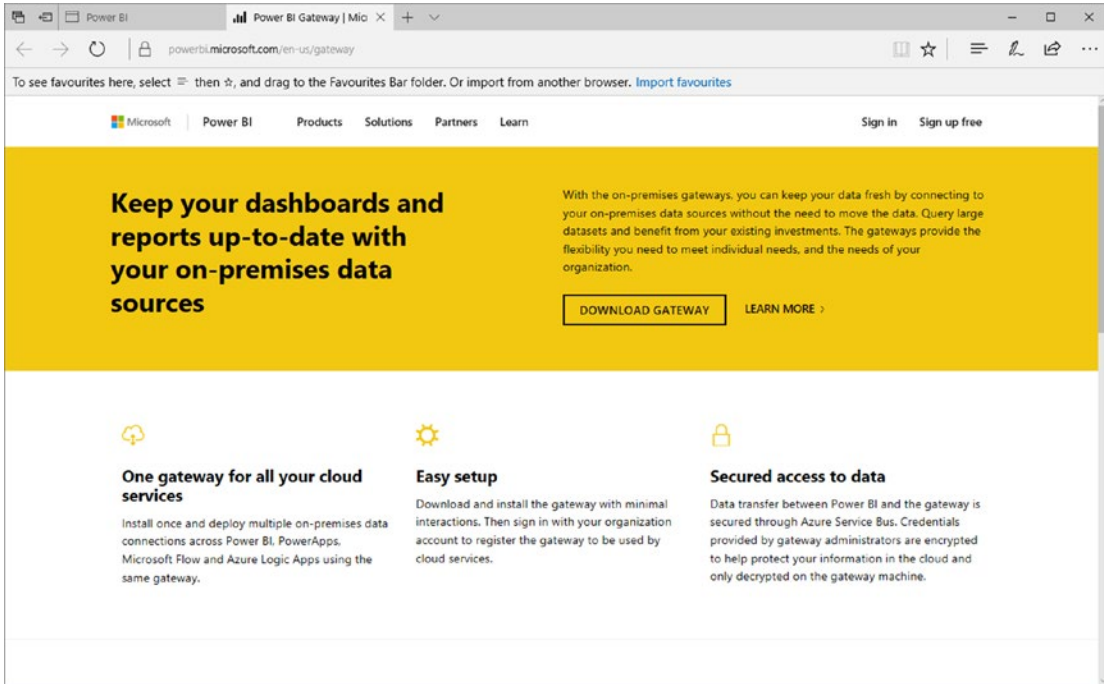 Power BI
Power BI Gateway | Micr
powerbi.microsoft.com/en-us/gateway
To see favourites here, select then ☆, and drag to the Favourites Bar folder. Or import from another browser. Import favourites
Microsoft Power BI Products Solutions Partners Learn Sign in Sign up free
Keep your dashboards and
reports up-to-date with
your on-premises data
sources
With the on-premises gateways, you can keep your data fresh by connecting to
your on-premises data sources without the need to move the data. Query large
datasets and benefit from your existing investments. The gateways provide the
flexibility you need to meet individual needs, and the needs of your
organization.
DOWNLOAD GATEWAY LEARN MORE >
One gateway for all your cloud
services
Install once and deploy multiple on-premises data
connections across Power BI, PowerApps,
Microsoft Flow and Azure Logic Apps using the
same gateway.
Easy setup
Download and install the gateway with minimal
interactions. Then sign in with your organization
account to register the gateway to be used by
cloud services.
Secured access to data
Data transfer between Power BI and the gateway is
secured through Azure Service Bus. Credentials
provided by gateway administrators are encrypted
to help protect your information in the cloud and
only decrypted on the gateway machine.